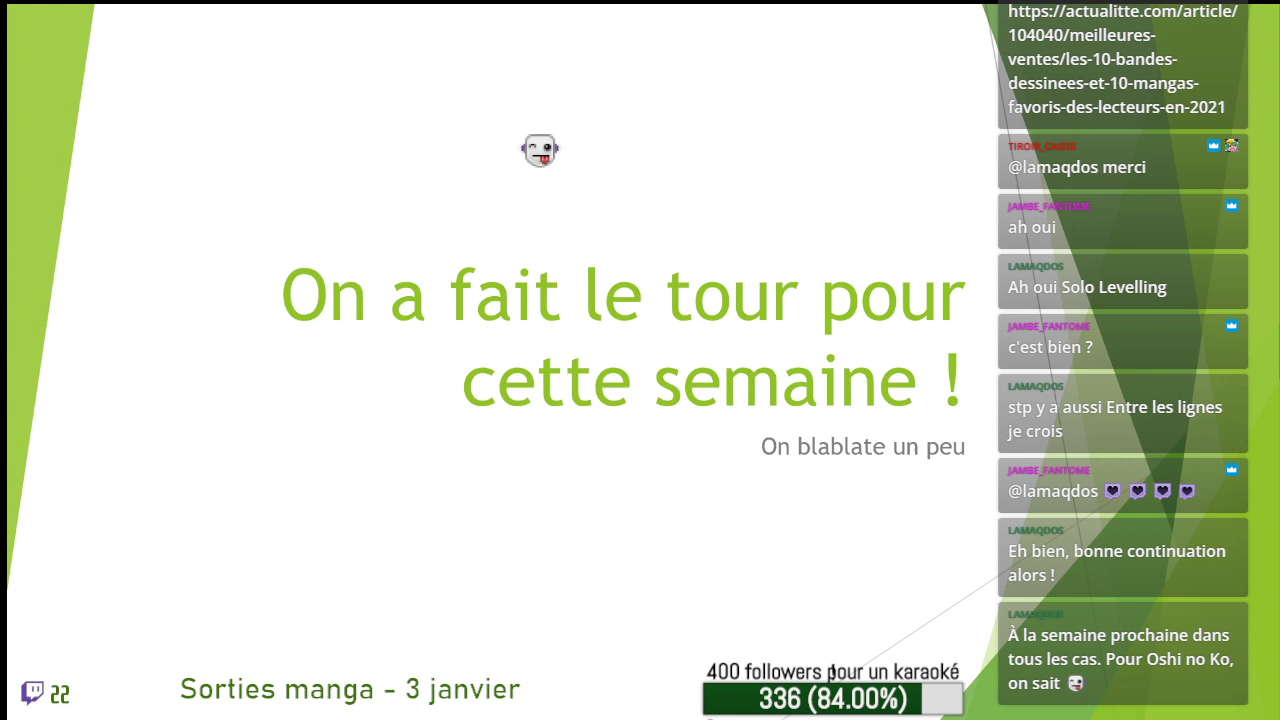 On a fait le tour pour
cette semaine !
On blablate un peu
22
Sorties manga - 3 janvier
400 followers pour un karaoké
336 (84.00%)
https://actualitte.com/article/
104040/meilleures-
ventes/les-10-bandes-
dessinees-et-10-mangas-
favoris-des-lecteurs-en-2021
@lamaqdos merci
JAMBE_FANTOME
ah oui
LAMAQDOS
Ah oui Solo Levelling
JAMBE_FANTOME
c'est bien ?
LAMAQDOS
stp y a aussi Entre les lignes
je crois
JAMBE_FANTOME
@lamaqdos
LAMAQDOS
Eh bien, bonne continuation
alors !
LAMAQDOS
À la semaine prochaine dans
tous les cas. Pour Oshi no Ko,
on sait